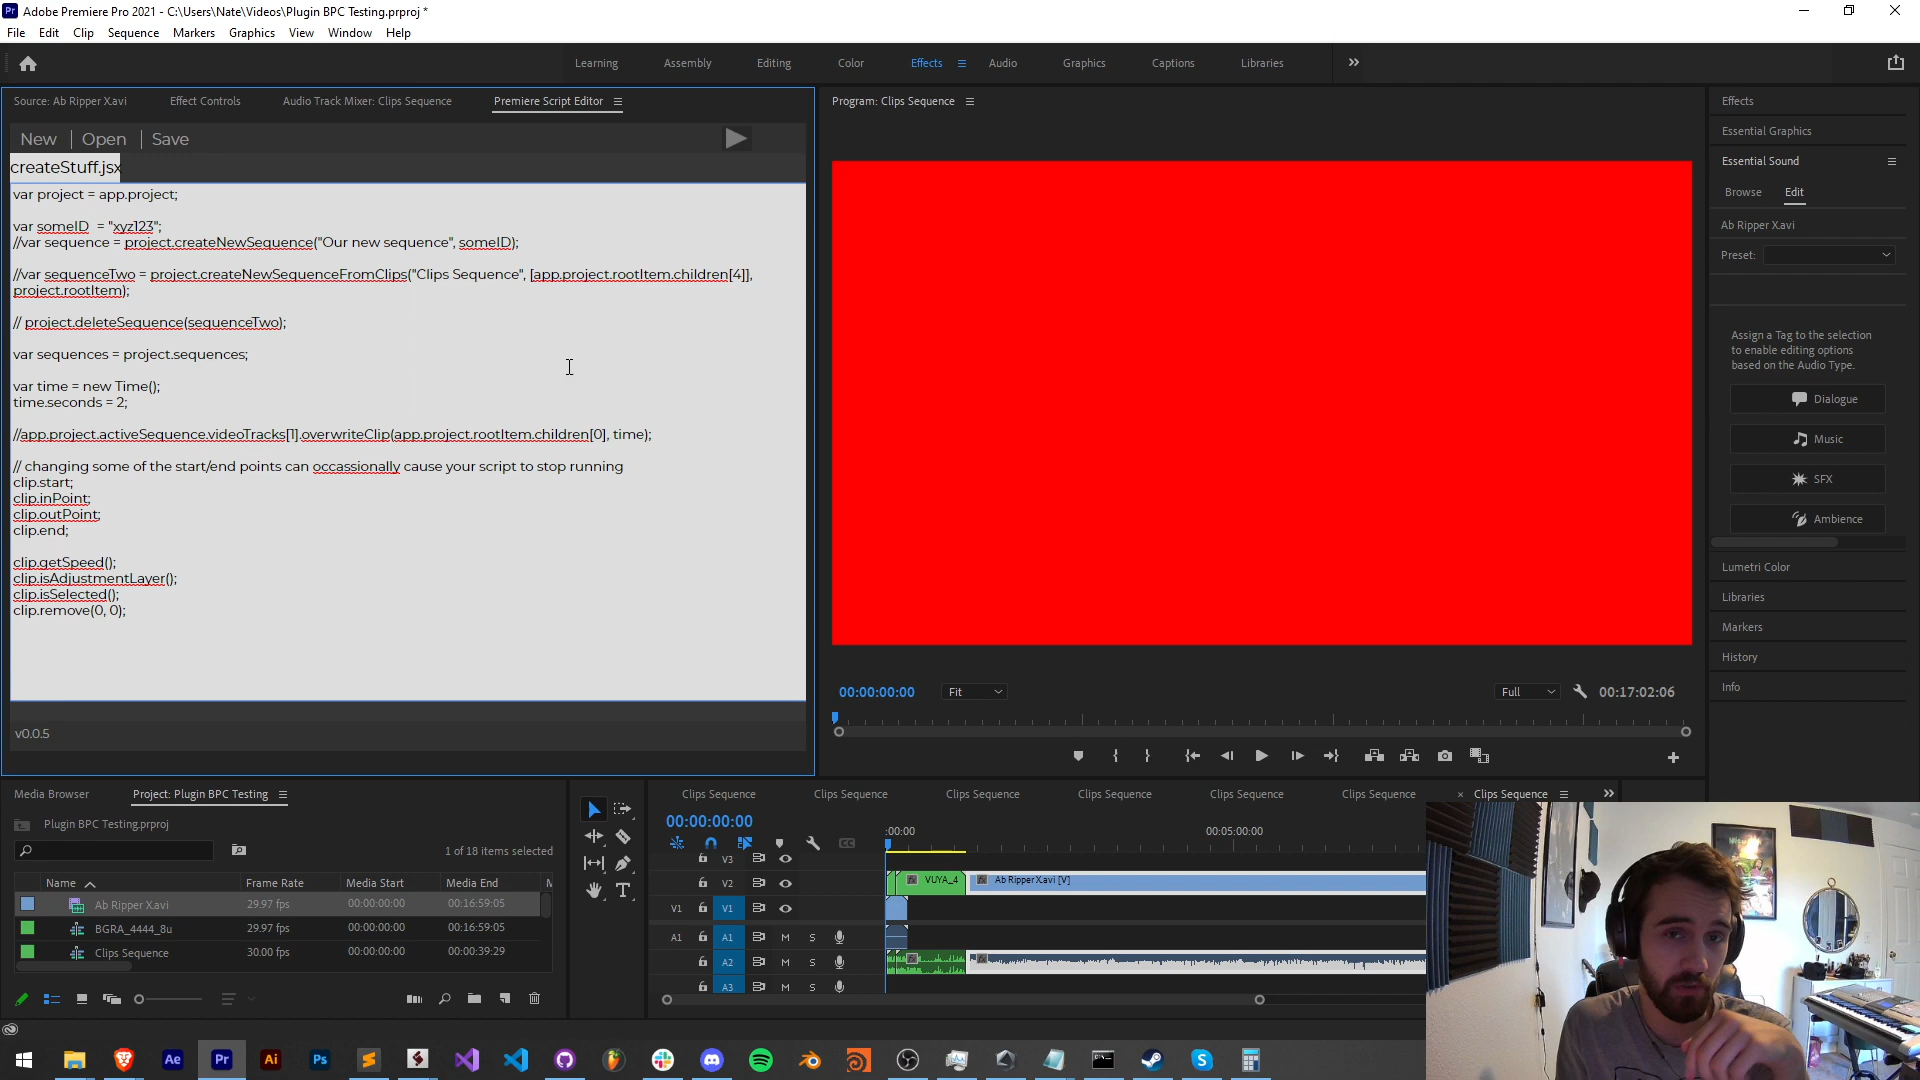 Pr Adobe Premiere Pro 2021 - C:\Users\Nate\Videos\Plugin BPC Testing.prproj *
File Edit Clip Sequence Markers Graphics View Window Help
Learning Assembly Editing Color Effects Audio Graphics Captions Libraries
Source: Ab Ripper X.avi Effect Controls Audio Track Mixer: Clips Sequence Premiere Script Editor
New Open Save
createStuff.jsx
var project = app.project;
var someID = "xyz123";
//var sequence = project.createNewSequence("Our new sequence", someID);
//var sequenceTwo = project.createNewSequenceFromClips("Clips Sequence", [app.project.rootItem.children[4]],
project.rootItem);
// project.deleteSequence(sequenceTwo);
var sequences = project.sequences;
var time = new Time();
time.seconds = 2;
//app.project.activeSequence.videoTracks[1].overwriteClip(app.project.rootItem.children[0], time);
// changing some of the start/end points can occassionally cause your script to stop running
clip.start;
clip.inPoint;
clip.outPoint;
clip.end;
clip.getSpeed();
clip.isAdjustmentLayer();
clip.isSelected();
clip.remove(0, 0);
v0.0.5
Program: Clips Sequence
00:00:00:00 Fit Full 00:17:02:06
Effects
Essential Graphics
Essential Sound
Browse Edit
Ab Ripper X.avi
Preset:
Assign a Tag to the selection
to enable editing options
based on the Audio Type.
Dialogue
Music
SFX
Ambience
Lumetri Color
Libraries
Markers
History
Info
Media Browser Project: Plugin BPC Testing
Plugin BPC Testing.prproj
1 of 18 items selected
Name Frame Rate Media Start Media End M
Ab Ripper X.avi 29.97 fps 00:00:00:00 00:16:59:05
BGRA_4444_8u 29.97 fps 00:00:00:00 00:16:59:05
Clips Sequence 30.00 fps 00:00:00:00 00:00:39:29
Clips Sequence Clips Sequence Clips Sequence Clips Sequence Clips Sequence Clips Sequence × Clips Sequence
00:00:00:00
:00:00 00:05:00:00
V3
V2 VUYA_4 Ab Ripper X.avi [V]
V1 V1
A1 A1 M S
A2 M S
A3 M S
Ae Pr Ai Ps